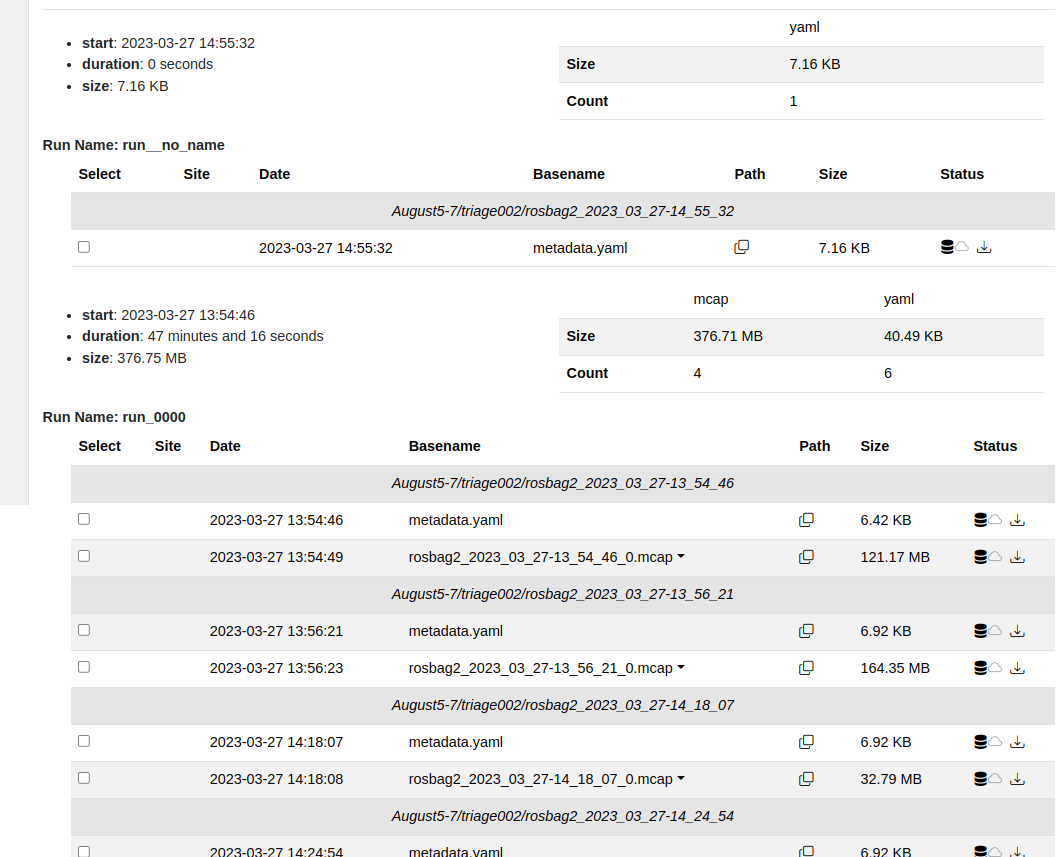 yaml
start: 2023-03-27 14:55:32
duration: 0 seconds
size: 7.16 KB
Size 7.16 KB
Count 1
Run Name: run__no_name
Select Site Date Basename Path Size Status
August5-7/triage002/rosbag2_2023_03_27-14_55_32
2023-03-27 14:55:32 metadata.yaml 7.16 KB
mcap yaml
start: 2023-03-27 13:54:46
duration: 47 minutes and 16 seconds
size: 376.75 MB
Size 376.71 MB 40.49 KB
Count 4 6
Run Name: run_0000
Select Site Date Basename Path Size Status
August5-7/triage002/rosbag2_2023_03_27-13_54_46
2023-03-27 13:54:46 metadata.yaml 6.42 KB
2023-03-27 13:54:49 rosbag2_2023_03_27-13_54_46_0.mcap 121.17 MB
August5-7/triage002/rosbag2_2023_03_27-13_56_21
2023-03-27 13:56:21 metadata.yaml 6.92 KB
2023-03-27 13:56:23 rosbag2_2023_03_27-13_56_21_0.mcap 164.35 MB
August5-7/triage002/rosbag2_2023_03_27-14_18_07
2023-03-27 14:18:07 metadata.yaml 6.92 KB
2023-03-27 14:18:08 rosbag2_2023_03_27-14_18_07_0.mcap 32.79 MB
August5-7/triage002/rosbag2_2023_03_27-14_24_54
2023-03-27 14:24:54 metadata.yaml 6.92 KB